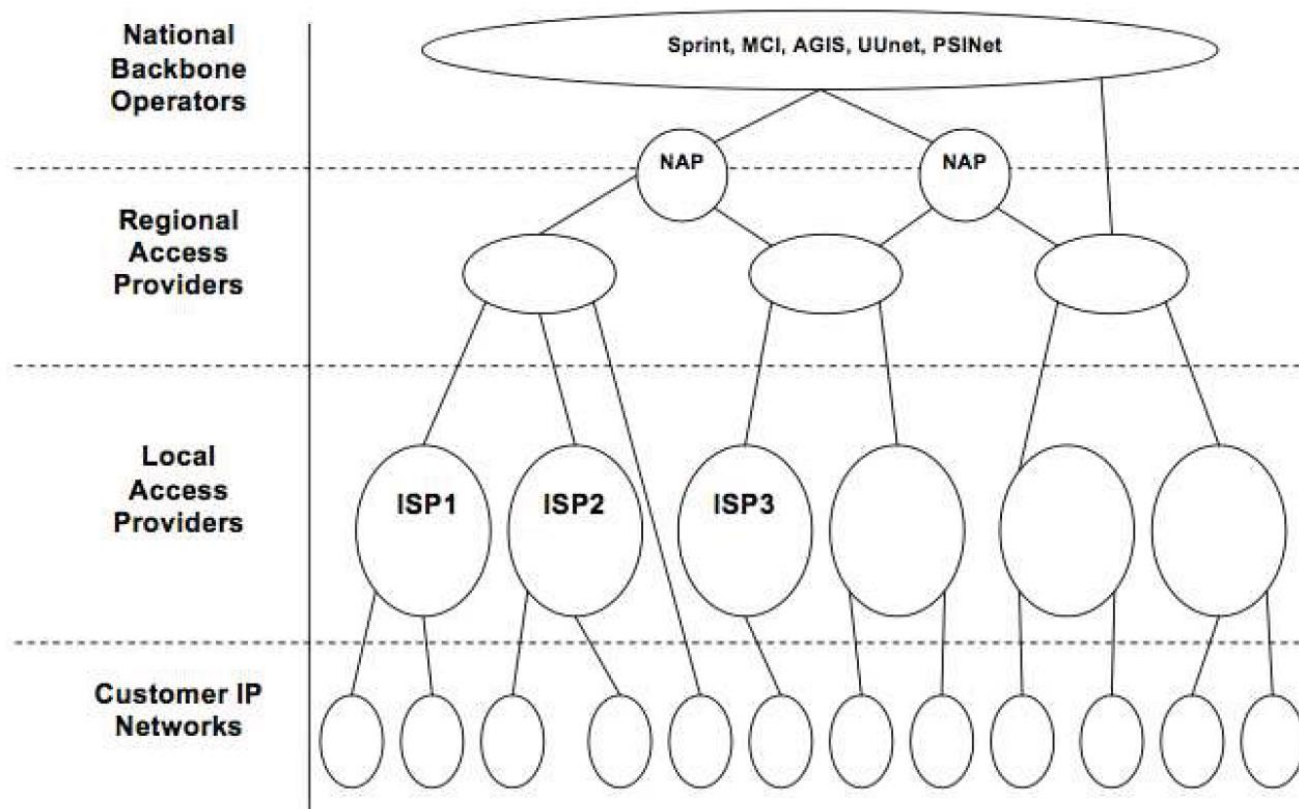 National
Backbone
Operators
Sprint, MCI, AGIS, UUnet, PSINet
NAP
NAP
Regional
Access
Providers
Local
Access
Providers
ISP1
ISP2
ISP3
Customer IP
Networks